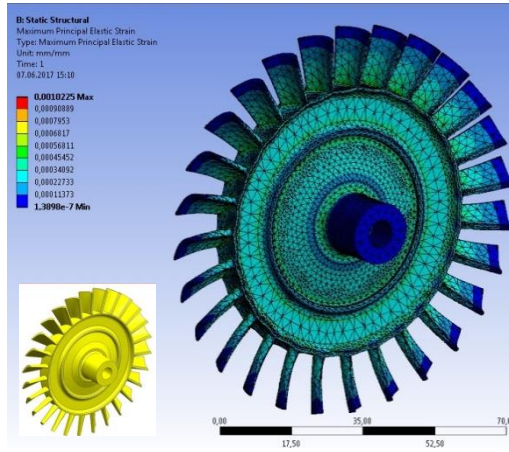 B: Static Structural
Maximum Principal Elastic Strain
Type: Maximum Principal Elastic Strain
Unit: mm/mm
Time: 1
07.06.2017 15:10
0,0010225 Max
0,00090889
0,0007953
0,0006817
0,00056811
0,00045452
0,00034092
0,00022733
0,00011373
1,3898e-7 Min
0,00
35,00
70,0
17,50
52,50